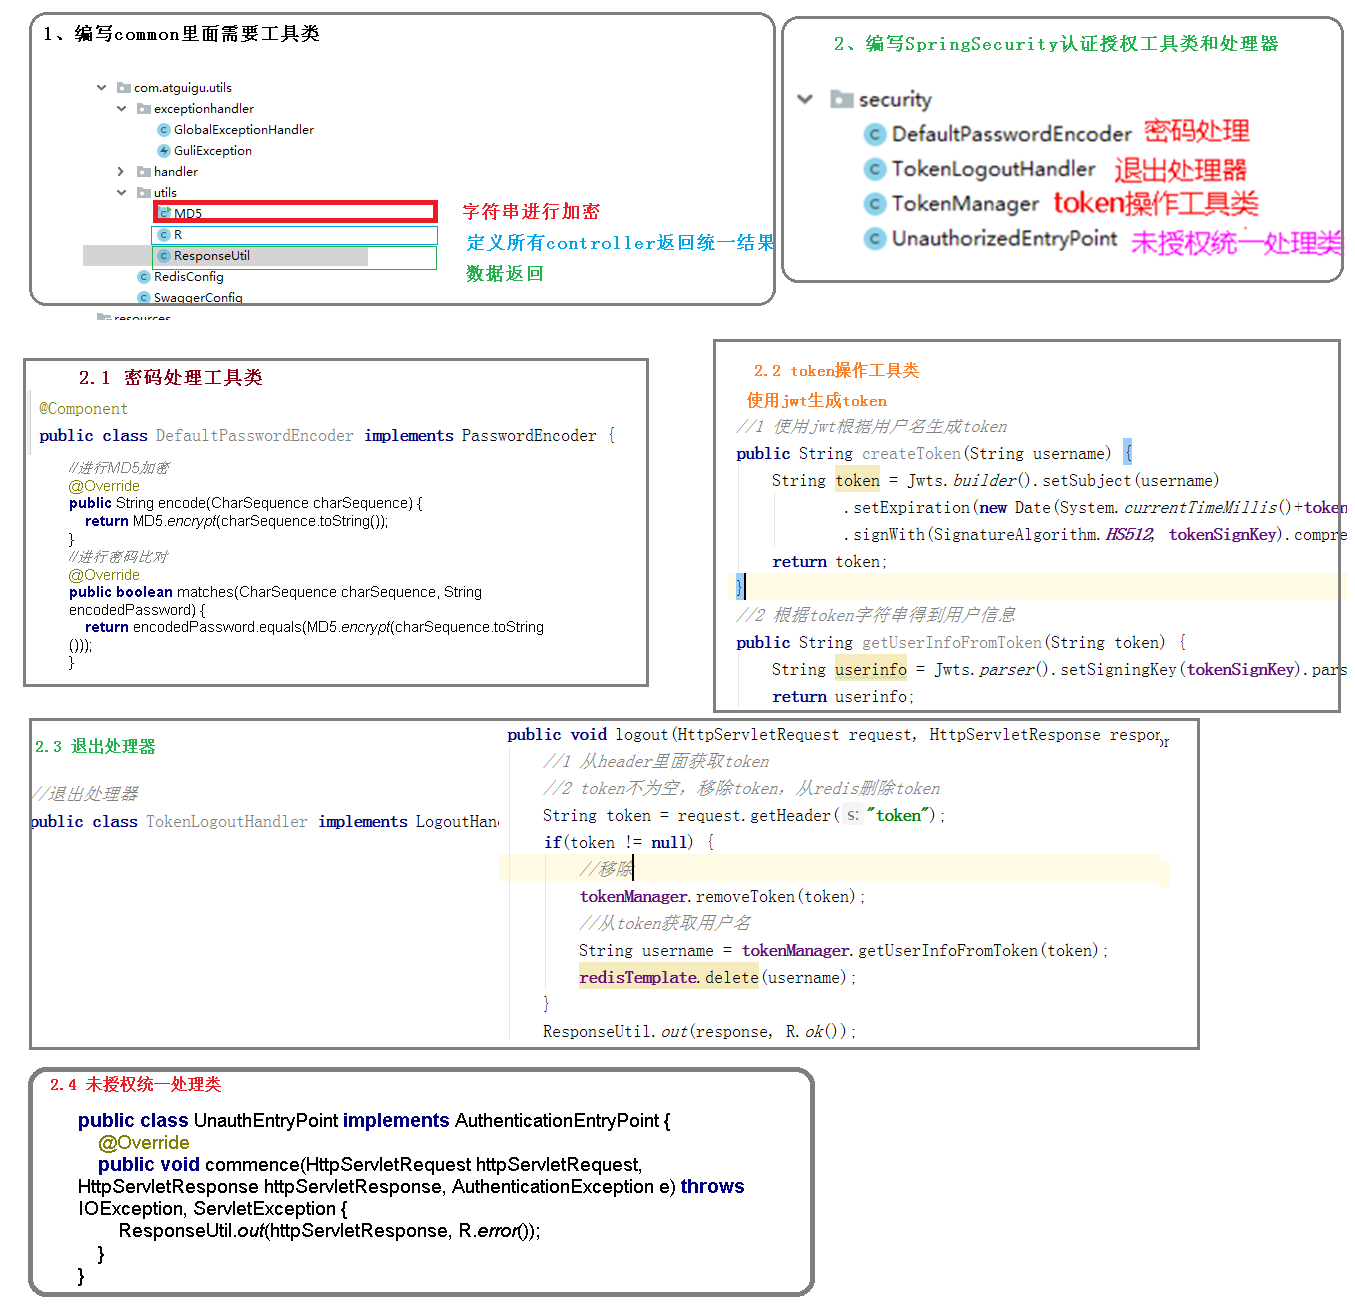 1、编写common里面需要工具类
com.atguigu.utils
exceptionhandler
GlobalExceptionHandler
GuliException
handler
utils
MD5 字符串进行加密
R 定义所有controller返回统一结果
ResponseUtil 数据返回
RedisConfig
SwaggerConfig
resources
2、编写SpringSecurity认证授权工具类和处理器
security
DefaultPasswordEncoder 密码处理
TokenLogoutHandler 退出处理器
TokenManager token操作工具类
UnauthorizedEntryPoint 未授权统一处理类
2.1 密码处理工具类
@Component
public class DefaultPasswordEncoder implements PasswordEncoder {
//进行MD5加密
@Override
public String encode(CharSequence charSequence) {
return MD5.encrypt(charSequence.toString());
}
//进行密码比对
@Override
public boolean matches(CharSequence charSequence, String
encodedPassword) {
return encodedPassword.equals(MD5.encrypt(charSequence.toString
()));
}
2.2 token操作工具类
使用jwt生成token
//1 使用jwt根据用户名生成token
public String createToken(String username) {
String token = Jwts.builder().setSubject(username)
.setExpiration(new Date(System.currentTimeMillis()+token
.signWith(SignatureAlgorithm.HS512, tokenSignKey).compre
return token;
}
//2 根据token字符串得到用户信息
public String getUserInfoFromToken(String token) {
String userinfo = Jwts.parser().setSigningKey(tokenSignKey).pars
return userinfo;
2.3 退出处理器
//退出处理器
public class TokenLogoutHandler implements LogoutHan
public void logout(HttpServletRequest request, HttpServletResponse respor
//1 从header里面获取token
//2 token不为空，移除token，从redis删除token
String token = request.getHeader( s: "token");
if(token != null) {
//移除
tokenManager.removeToken(token);
//从token获取用户名
String username = tokenManager.getUserInfoFromToken(token);
redisTemplate.delete(username);
}
ResponseUtil.out(response, R.ok());
2.4 未授权统一处理类
public class UnauthEntryPoint implements AuthenticationEntryPoint {
@Override
public void commence(HttpServletRequest httpServletRequest,
HttpServletResponse httpServletResponse, AuthenticationException e) throws
IOException, ServletException {
ResponseUtil.out(httpServletResponse, R.error());
}
}